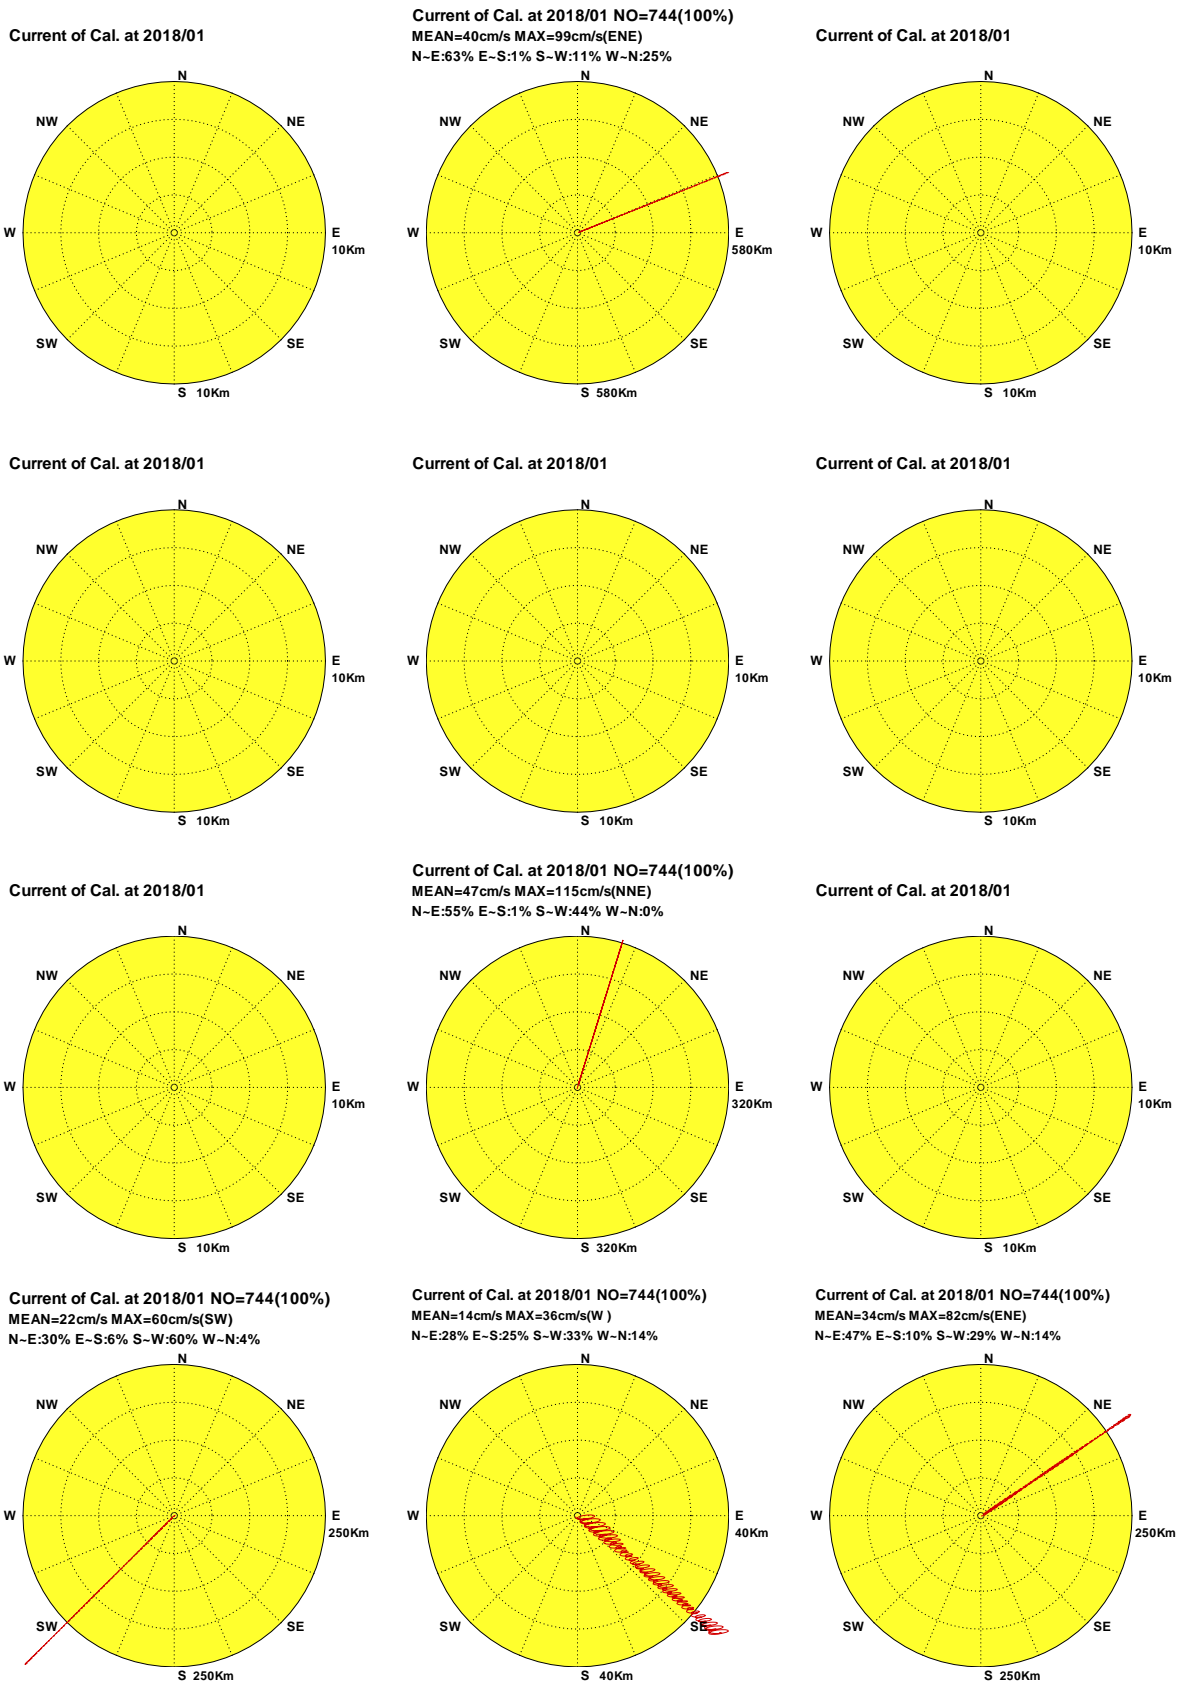 Current of Cal. at 2018/01
N
NW
NE
W
E
10Km
SW
SE
S 10Km
Current of Cal. at 2018/01 NO=744(100%)
MEAN=40cm/s MAX=99cm/s(ENE)
N~E:63% E~S:1% S~W:11% W~N:25%
N
NW
NE
W
E
580Km
SW
SE
S 580Km
Current of Cal. at 2018/01
N
NW
NE
W
E
10Km
SW
SE
S 10Km
Current of Cal. at 2018/01
N
NW
NE
W
E
10Km
SW
SE
S 10Km
Current of Cal. at 2018/01
N
NW
NE
W
E
10Km
SW
SE
S 10Km
Current of Cal. at 2018/01
N
NW
NE
W
E
10Km
SW
SE
S 10Km
Current of Cal. at 2018/01
N
NW
NE
W
E
10Km
SW
SE
S 10Km
Current of Cal. at 2018/01 NO=744(100%)
MEAN=47cm/s MAX=115cm/s(NNE)
N~E:55% E~S:1% S~W:44% W~N:0%
N
NW
NE
W
E
320Km
SW
SE
S 320Km
Current of Cal. at 2018/01
N
NW
NE
W
E
10Km
SW
SE
S 10Km
Current of Cal. at 2018/01 NO=744(100%)
MEAN=22cm/s MAX=60cm/s(SW)
N~E:30% E~S:6% S~W:60% W~N:4%
N
NW
NE
W
E
250Km
SW
SE
S 250Km
Current of Cal. at 2018/01 NO=744(100%)
MEAN=14cm/s MAX=36cm/s(W )
N~E:28% E~S:25% S~W:33% W~N:14%
N
NW
NE
W
E
40Km
SW
SE
S 40Km
Current of Cal. at 2018/01 NO=744(100%)
MEAN=34cm/s MAX=82cm/s(ENE)
N~E:47% E~S:10% S~W:29% W~N:14%
N
NW
NE
W
E
250Km
SW
SE
S 250Km